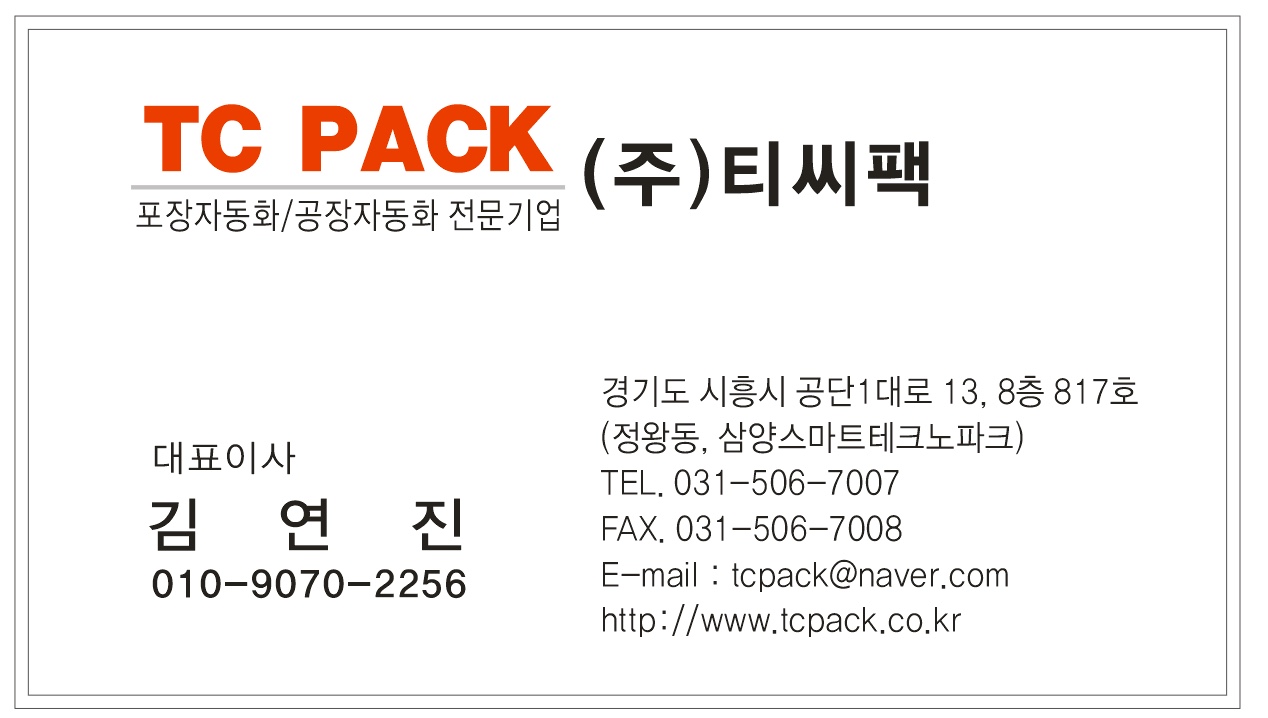 TC PACK
(주)티씨팩
포장자동화/공장자동화 전문기업
대표이사
김 연 진
010-9070-2256
경기도 시흥시 공단1대로 13, 8층 817호
(정왕동, 삼양스마트테크노파크)
TEL. 031-506-7007
FAX. 031-506-7008
E-mail : tcpack@naver.com
http://www.tcpack.co.kr